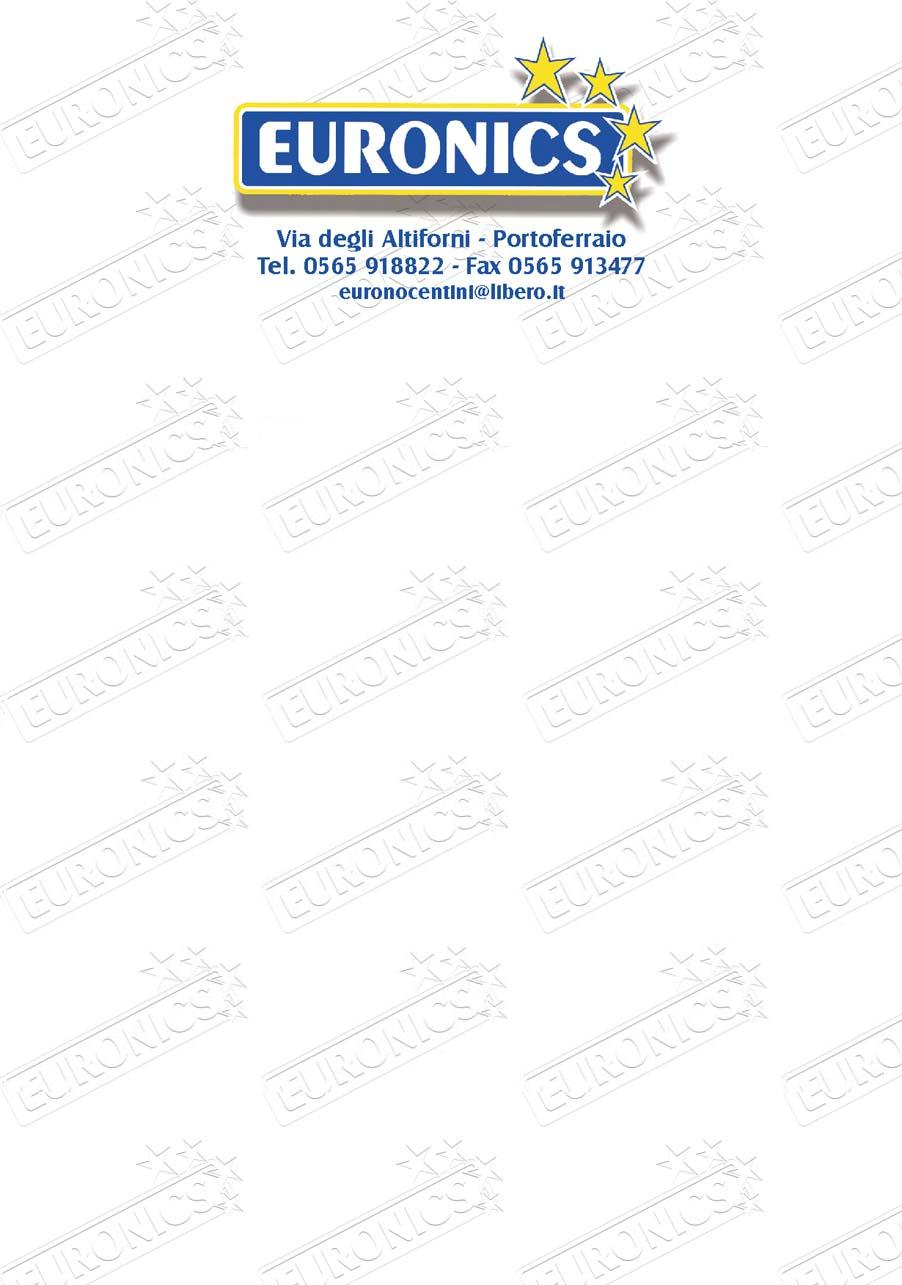 EURONICS
Via degli Altiforni - Portoferraio
Tel. 0565 918822 - Fax 0565 913477
euronocentini@libero.it